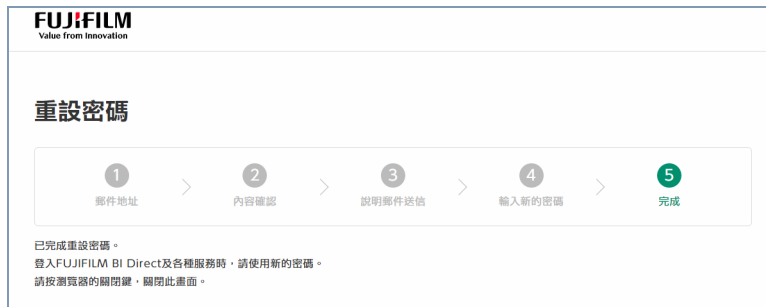 FUJIFILM
Value from Innovation
重設密碼
1
2
3
4
5
郵件地址
內容確認
說明郵件送信
輸入新的密碼
完成
已完成重設密碼。
登入FUJIFILM BI Direct及各種服務時，請使用新的密碼。
請按瀏覽器的關閉鍵，關閉此畫面。